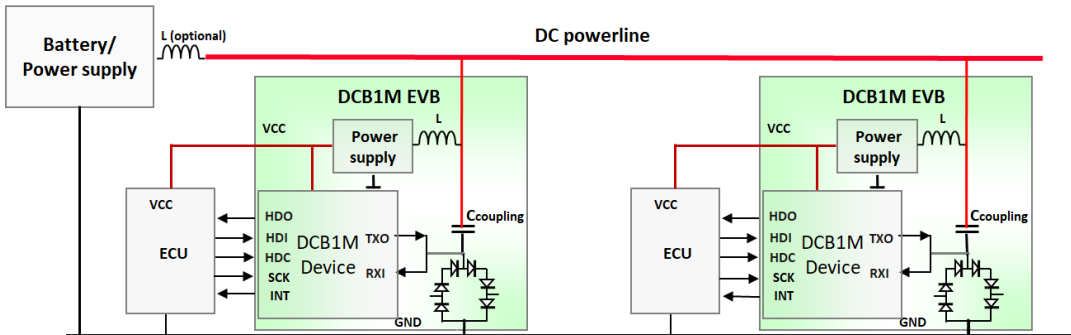 Battery/
Power supply
L (optional)
DC powerline
DCB1M EVB
VCC
Power
supply
L
VCC
ECU
HDO
HDI
HDC
SCK
INT
DCB1M
Device
TXO
RXI
Ccoupling
GND
DCB1M EVB
VCC
Power
supply
L
VCC
ECU
HDO
HDI
HDC
SCK
INT
DCB1M
Device
TXO
RXI
Ccoupling
GND